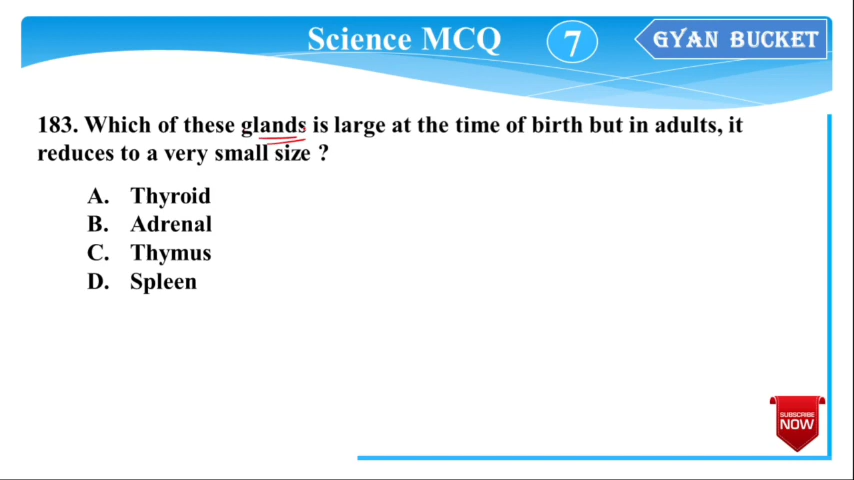 Science MCQ
7
GYAN BUCKET
183. Which of these glands is large at the time of birth but in adults, it
reduces to a very small size ?
A. Thyroid
B. Adrenal
C. Thymus
D. Spleen
SUBSCRIBE
NOW